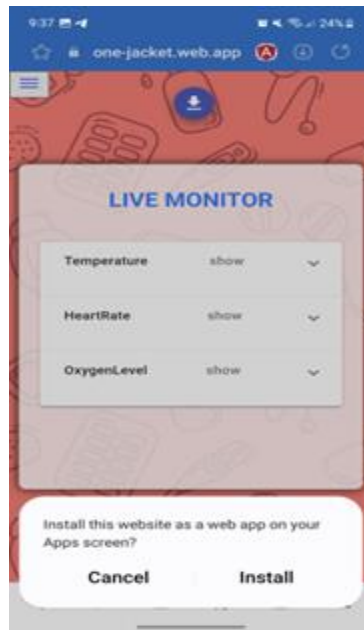 9:37 24%
one-jacket.web.app
LIVE MONITOR
Temperature show
HeartRate show
OxygenLevel show
Install this website as a web app on your
Apps screen?
Cancel Install